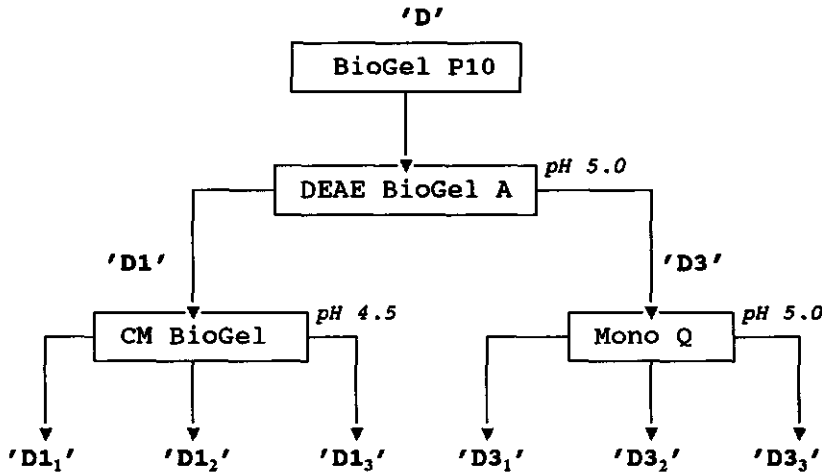 'D'
BioGel P10
pH 5.0
DEAE BioGel A
'D1'
'D3'
pH 4.5
pH 5.0
CM BioGel
Mono Q
'D1₁' 'D1₂' 'D1₃' 'D3₁' 'D3₂' 'D3₃'